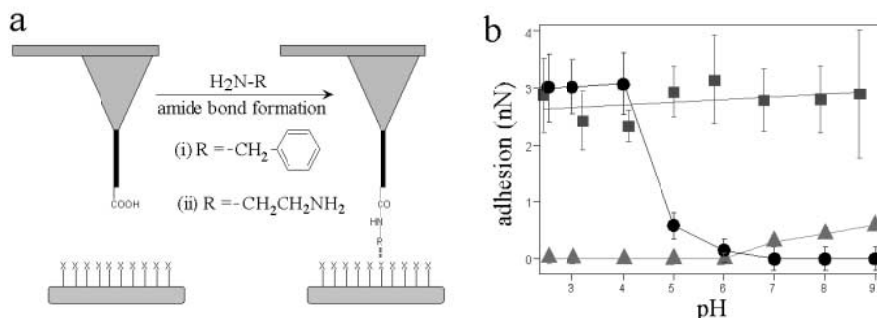 a
H2N-R
amide bond formation
(i) R = -CH2
(ii) R = -CH2CH2NH2
COOH
CO
HN
R
X X X X X X X X X X
X X X X X X X X X
b
adhesion (nN)
4
3
2
1
0
3 4 5 6 7 8 9
pH